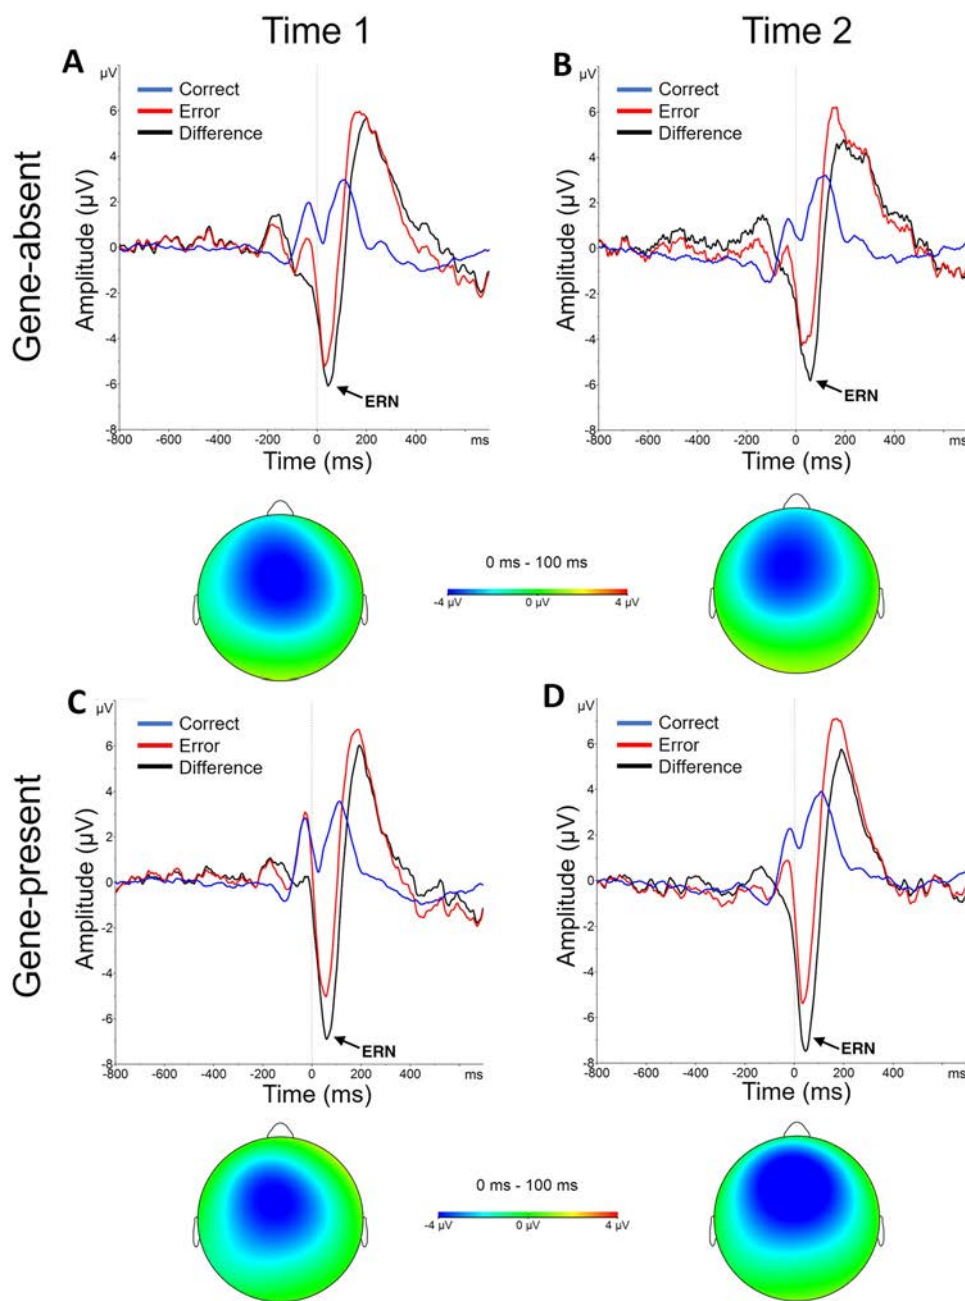 Time 1
Time 2
Gene-absent
A
µV
Correct
Error
Difference
6
4
2
0
-2
-4
-6
-8
Amplitude (µV)
ERN
-800
-600
-400
-200
0
200
400
ms
Time (ms)
B
µV
Correct
Error
Difference
6
4
2
0
-2
-4
-6
-8
Amplitude (µV)
ERN
-800
-600
-400
-200
0
200
400
ms
Time (ms)
0 ms - 100 ms
-4 µV
0 µV
4 µV
Gene-present
C
µV
Correct
Error
Difference
6
4
2
0
-2
-4
-6
-8
Amplitude (µV)
ERN
-800
-600
-400
-200
0
200
400
ms
Time (ms)
D
µV
Correct
Error
Difference
6
4
2
0
-2
-4
-6
-8
Amplitude (µV)
ERN
-800
-600
-400
-200
0
200
400
ms
Time (ms)
0 ms - 100 ms
-4 µV
0 µV
4 µV